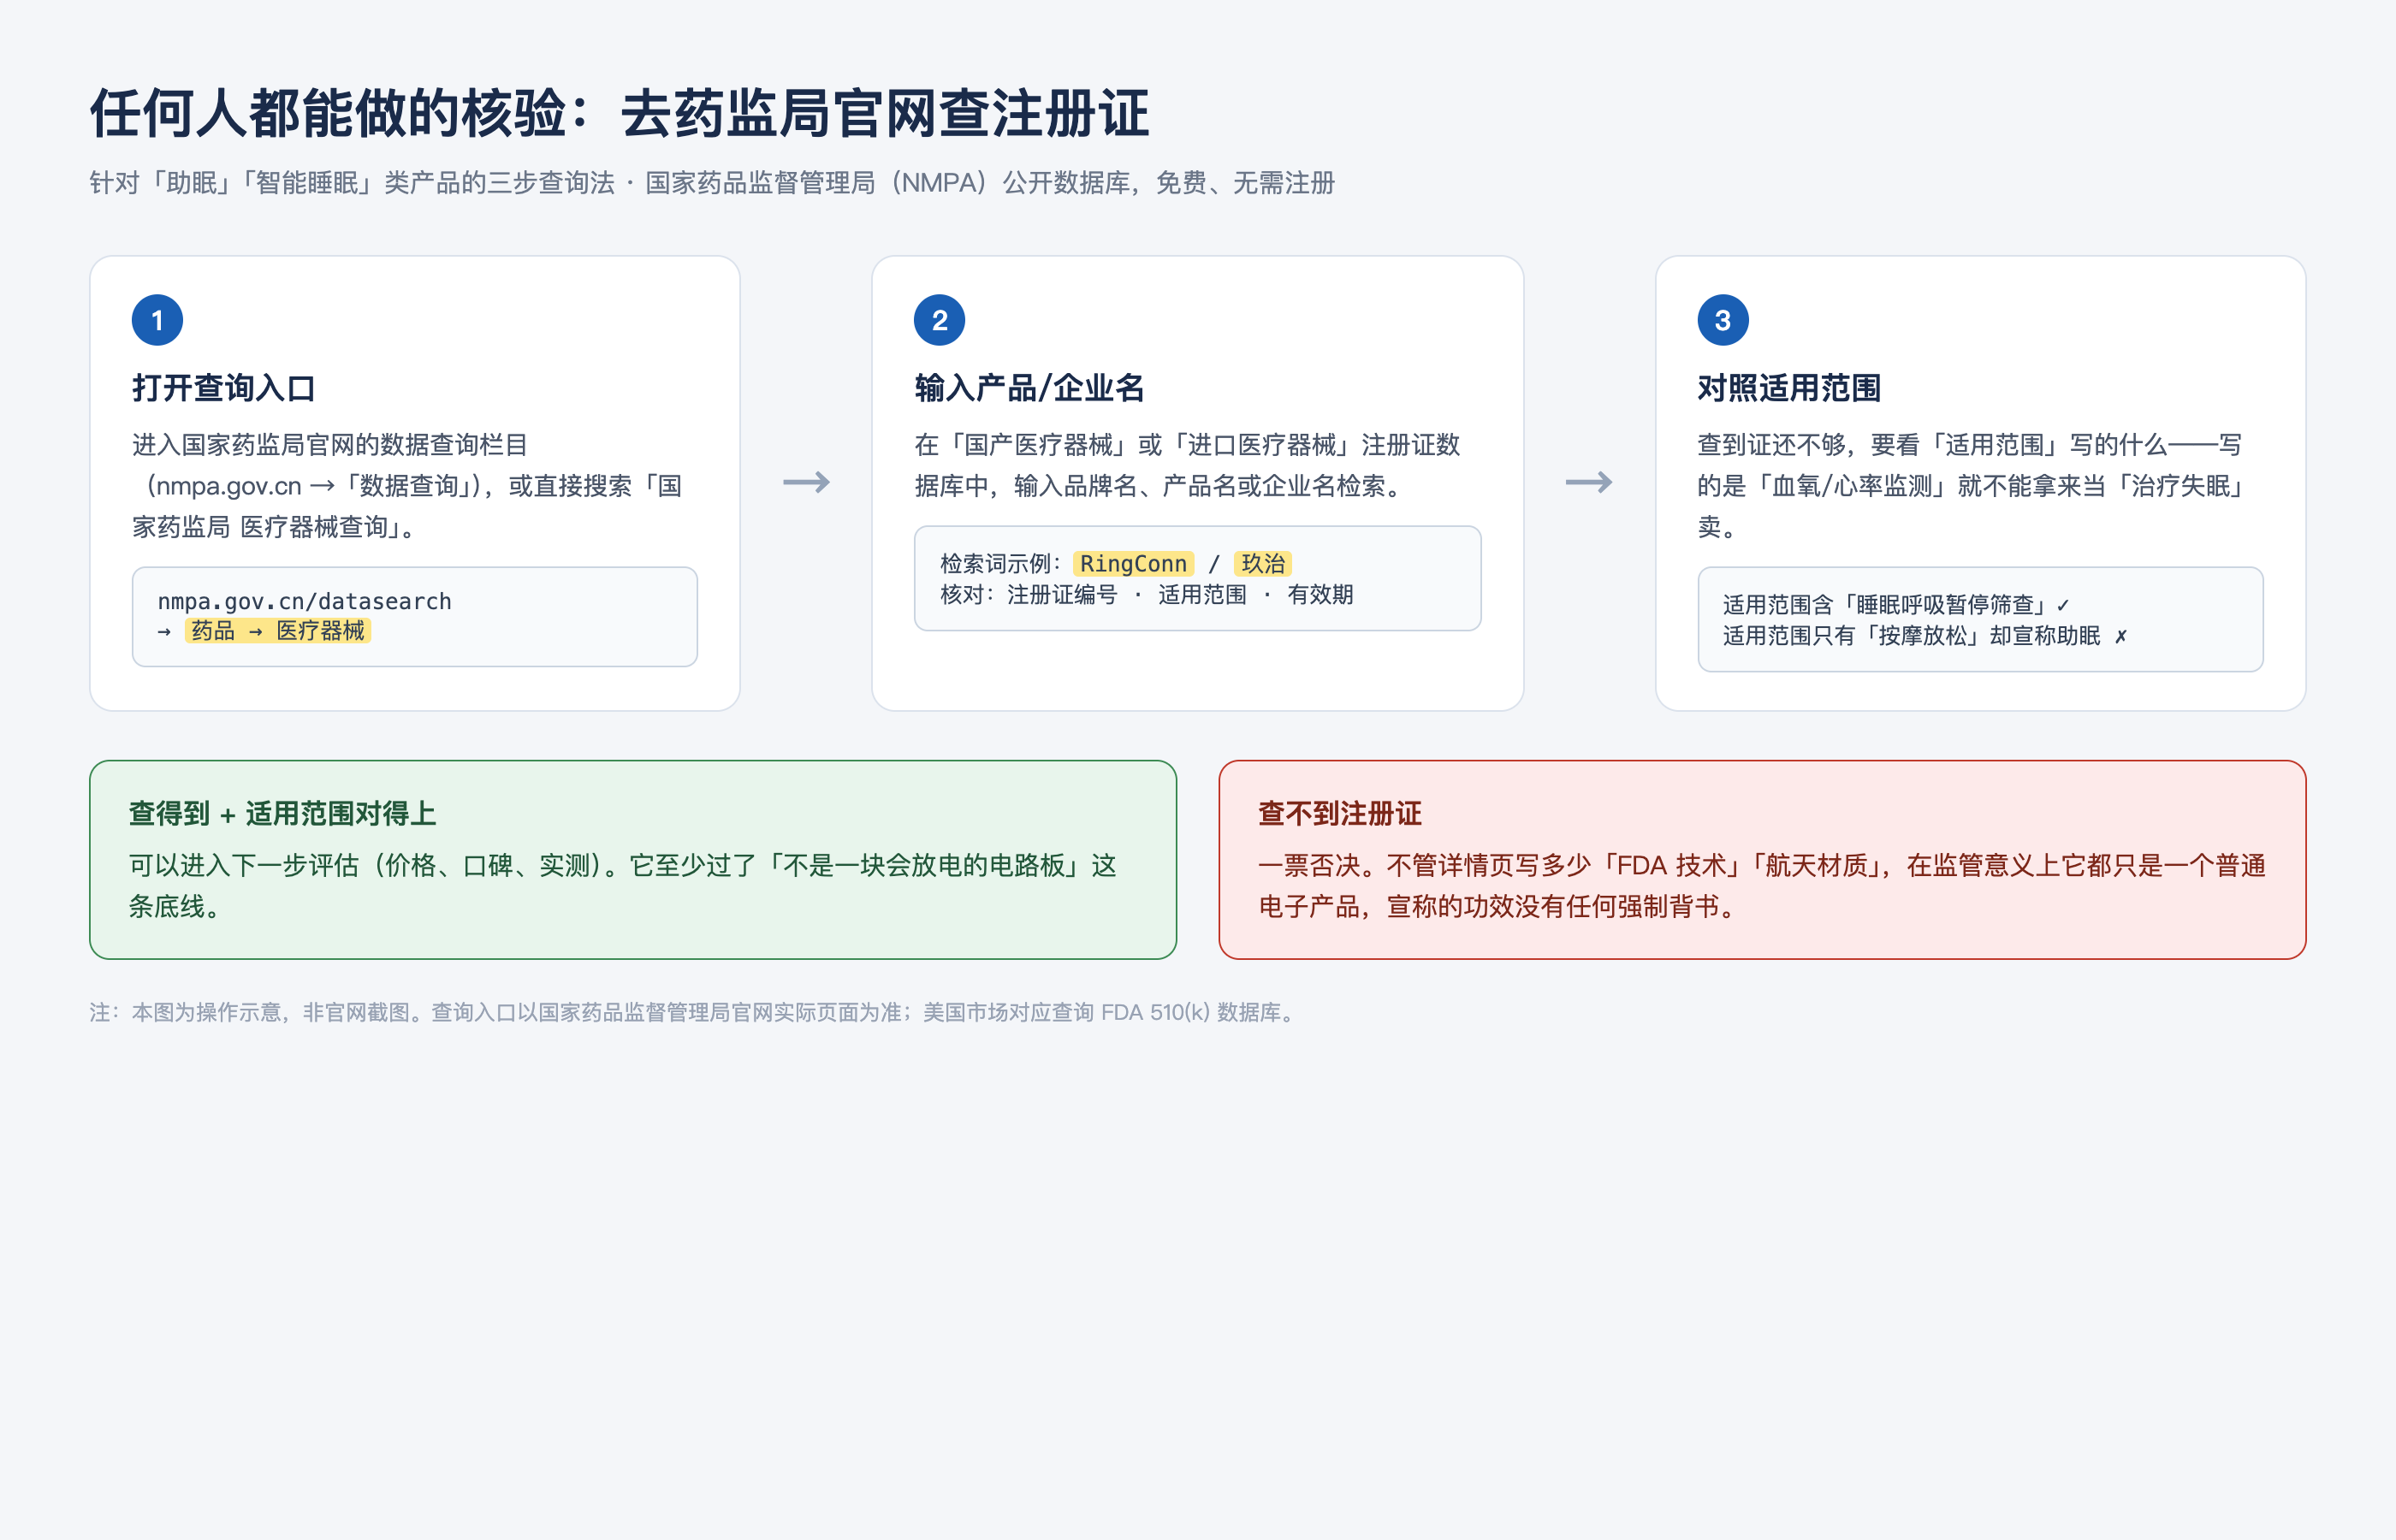 任何人都能做的核验：去药监局官网查注册证
针对「助眠」「智能睡眠」类产品的三步查询法 · 国家药品监督管理局（NMPA）公开数据库，免费、无需注册
1
打开查询入口
进入国家药监局官网的数据查询栏目
（nmpa.gov.cn →「数据查询」），或直接搜索「国
家药监局 医疗器械查询」。
nmpa.gov.cn/datasearch
→ 药品 → 医疗器械
→
2
输入产品/企业名
在「国产医疗器械」或「进口医疗器械」注册证数
据库中，输入品牌名、产品名或企业名检索。
检索词示例：RingConn / 玖治
核对：注册证编号 · 适用范围 · 有效期
→
3
对照适用范围
查到证还不够，要看「适用范围」写的什么——写
的是「血氧/心率监测」就不能拿来当「治疗失眠」
卖。
适用范围含「睡眠呼吸暂停筛查」✓
适用范围只有「按摩放松」却宣称助眠 ✗
查得到 + 适用范围对得上
可以进入下一步评估（价格、口碑、实测）。它至少过了「不是一块会放电的电路板」这
条底线。
查不到注册证
一票否决。不管详情页写多少「FDA 技术」「航天材质」，在监管意义上它都只是一个普通
电子产品，宣称的功效没有任何强制背书。
注：本图为操作示意，非官网截图。查询入口以国家药品监督管理局官网实际页面为准；美国市场对应查询 FDA 510(k) 数据库。